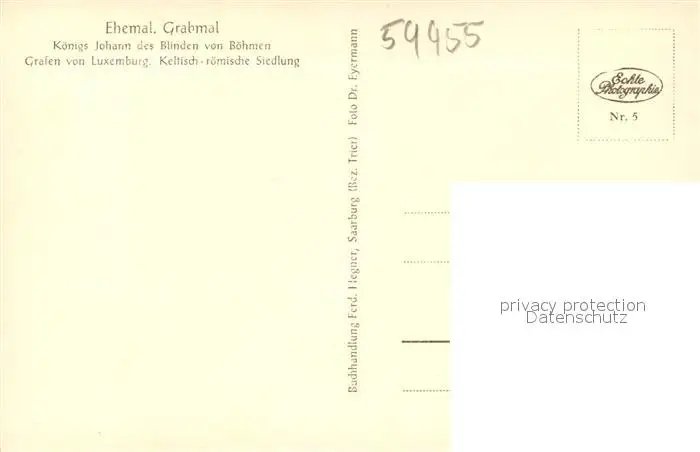 Ehemal. Grabmal
Königs Johann des Blinden von Böhmen
Grafen von Luxemburg. Keltisch-römische Siedlung
Buchhandlung Ferd. Hegner, Saarburg (Bez. Trier) Foto Dr. Eyermann
59955
Echte
Photographie
Nr. 5
privacy protection
Datenschutz